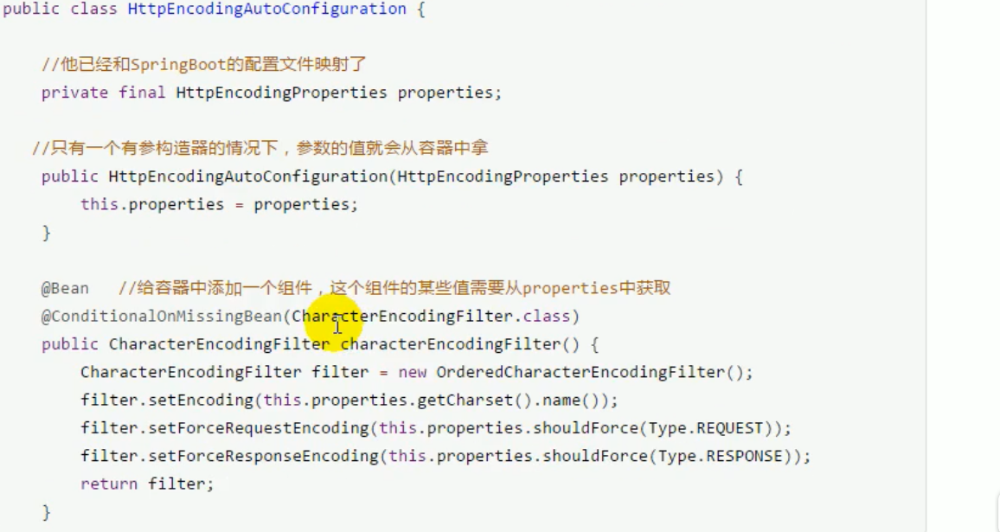 public class HttpEncodingAutoConfiguration {
//他已经和SpringBoot的配置文件映射了
private final HttpEncodingProperties properties;
//只有一个有参构造器的情况下，参数的值就会从容器中拿
public HttpEncodingAutoConfiguration(HttpEncodingProperties properties) {
this.properties = properties;
}
@Bean //给容器中添加一个组件，这个组件的某些值需要从properties中获取
@ConditionalOnMissingBean(CharacterEncodingFilter.class)
public CharacterEncodingFilter characterEncodingFilter() {
CharacterEncodingFilter filter = new OrderedCharacterEncodingFilter();
filter.setEncoding(this.properties.getCharset().name());
filter.setForceRequestEncoding(this.properties.shouldForce(Type.REQUEST));
filter.setForceResponseEncoding(this.properties.shouldForce(Type.RESPONSE));
return filter;
}